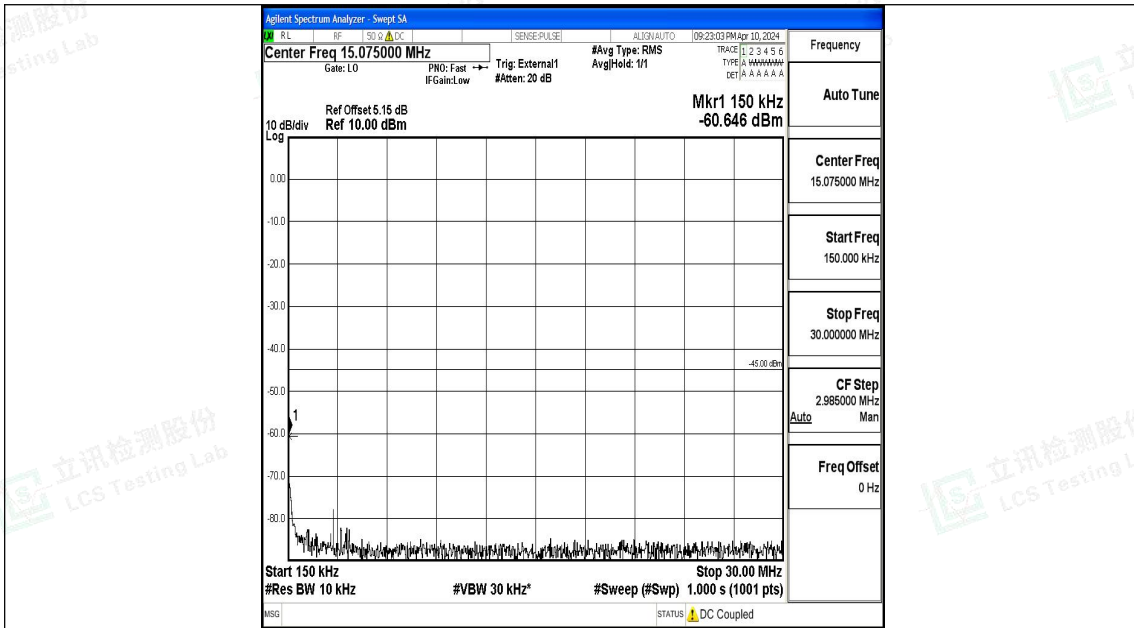 Agilent Spectrum Analyzer - Swept SA
RL RF 50 Ω DC SENSE:PULSE ALIGN AUTO 09:23:03 PM Apr 10, 2024
Center Freq 15.075000 MHz
Gate: LO
PNO: Fast
IFGain:Low
Trig: External1
#Atten: 20 dB
#Avg Type: RMS
Avg|Hold: 1/1
TRACE 1 2 3 4 5 6
TYPE A WWWWW
DET A A A A A A
Mkr1 150 kHz
-60.646 dBm
Ref Offset 5.15 dB
10 dB/div Ref 10.00 dBm
Log
0.00
-10.0
-20.0
-30.0
-40.0
-45.00 dBm
-50.0
1
-60.0
-70.0
-80.0
Start 150 kHz Stop 30.00 MHz
#Res BW 10 kHz #VBW 30 kHz* #Sweep (#Swp) 1.000 s (1001 pts)
MSG STATUS DC Coupled
Frequency
Auto Tune
Center Freq
15.075000 MHz
Start Freq
150.000 kHz
Stop Freq
30.000000 MHz
CF Step
2.985000 MHz
Auto Man
Freq Offset
0 Hz
立讯检测股份
LCS Testing Lab
立讯检测股份
LCS Testing L